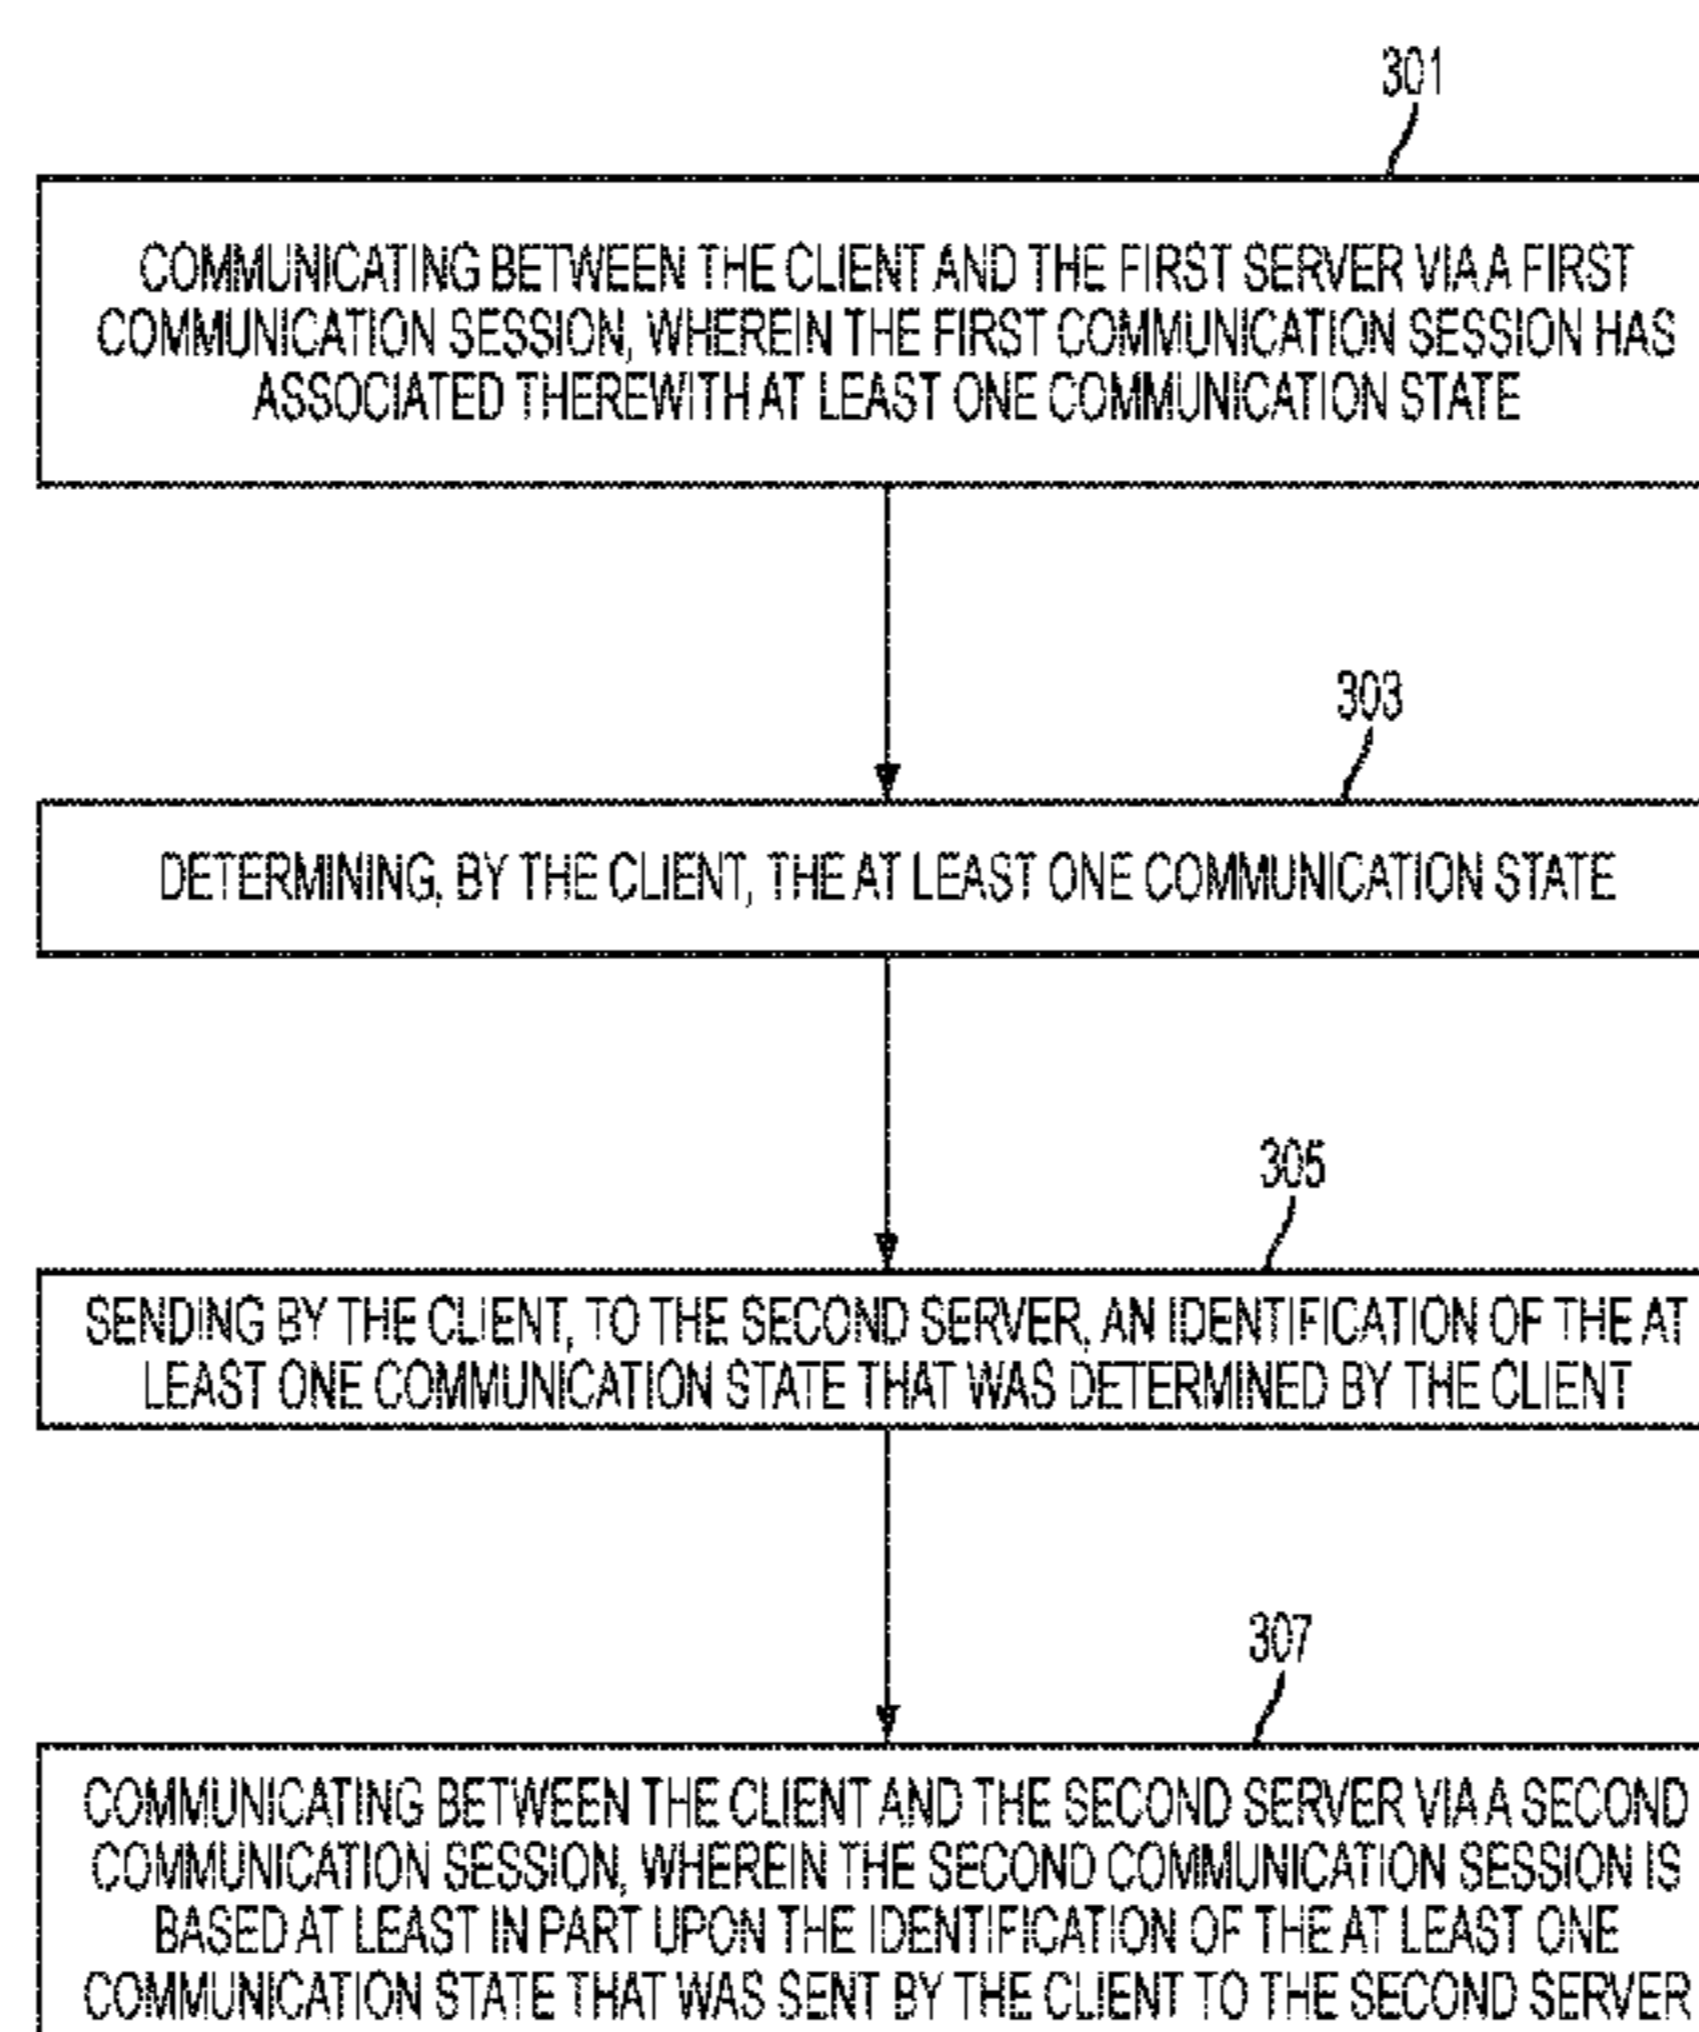 301
COMMUNICATING BETWEEN THE CLIENT AND THE FIRST SERVER VIA A FIRST
COMMUNICATION SESSION, WHEREIN THE FIRST COMMUNICATION SESSION HAS
ASSOCIATED THEREWITH AT LEAST ONE COMMUNICATION STATE
303
DETERMINING, BY THE CLIENT, THE AT LEAST ONE COMMUNICATION STATE
305
SENDING BY THE CLIENT, TO THE SECOND SERVER, AN IDENTIFICATION OF THE AT
LEAST ONE COMMUNICATION STATE THAT WAS DETERMINED BY THE CLIENT
307
COMMUNICATING BETWEEN THE CLIENT AND THE SECOND SERVER VIA A SECOND
COMMUNICATION SESSION, WHEREIN THE SECOND COMMUNICATION SESSION IS
BASED AT LEAST IN PART UPON THE IDENTIFICATION OF THE AT LEAST ONE
COMMUNICATION STATE THAT WAS SENT BY THE CLIENT TO THE SECOND SERVER